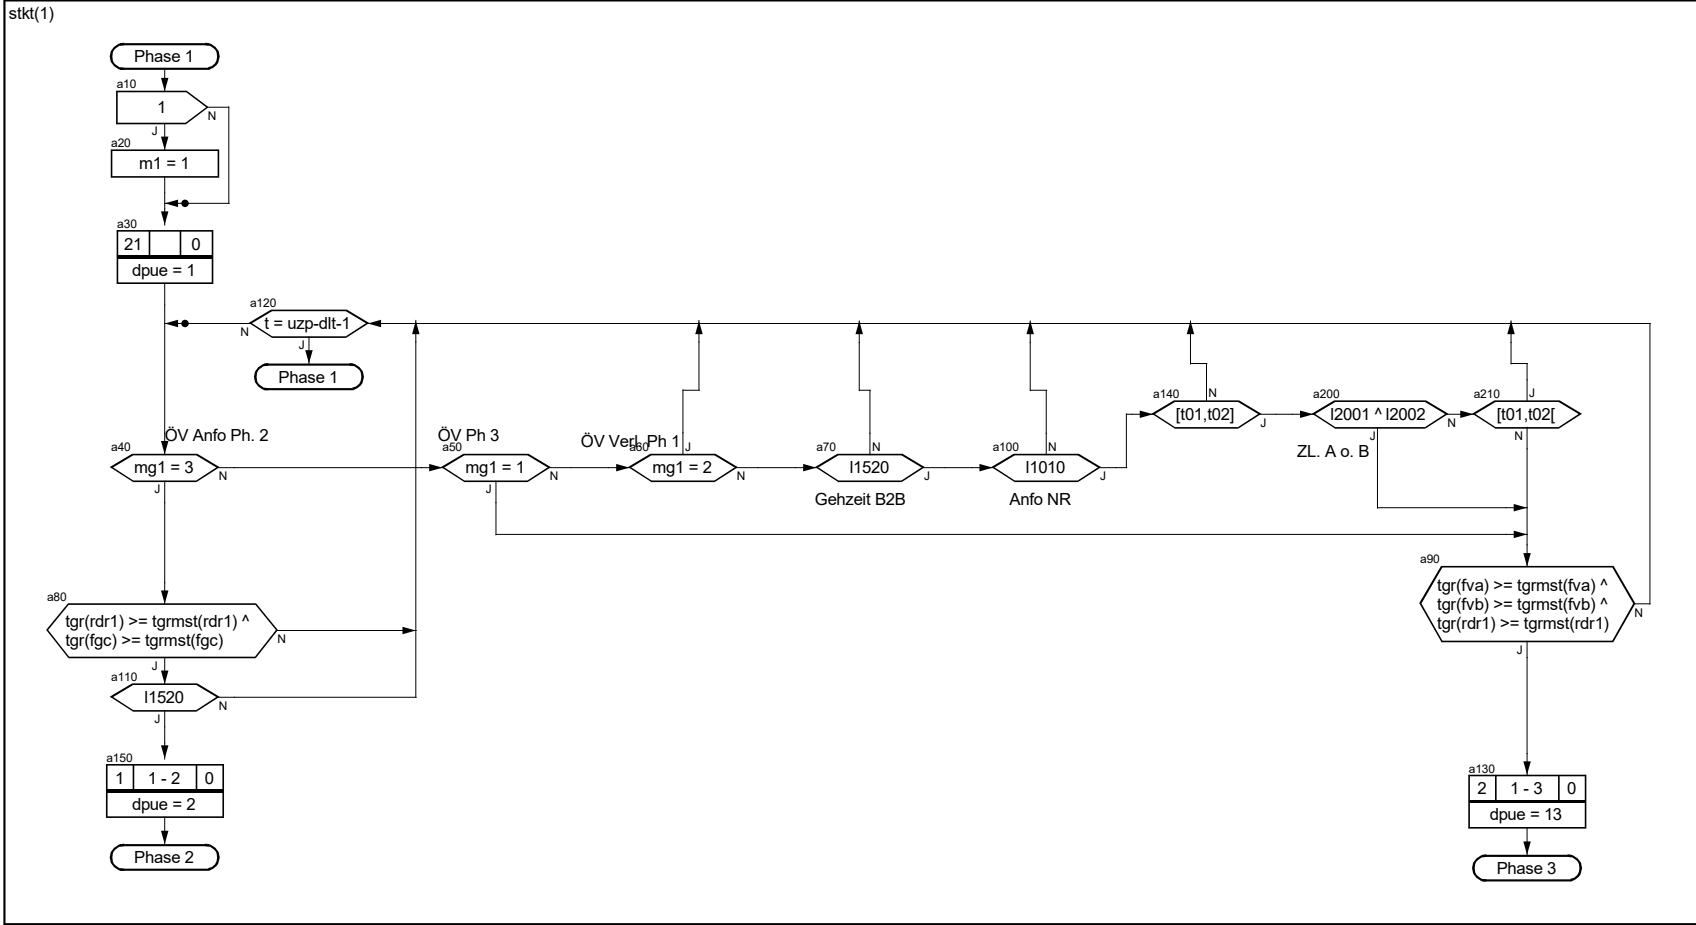 stkt(1)
Phase 1
a10
1
N
J
a20
m1 = 1
a30
21 0
dpue = 1
a120
t = uzp-dlt-1
N
J
Phase 1
ÖV Anfo Ph. 2
a40
mg1 = 3
N
J
ÖV Ph 3
a50
mg1 = 1
N
J
ÖV Verl. Ph 1
a60
J
mg1 = 2
N
a70
N
l1520
J
Gehzeit B2B
a100
N
l1010
J
Anfo NR
a140
N
[t01,t02]
J
a200
l2001 ^ l2002
N
J
ZL. A o. B
a210
J
[t01,t02[
N
a80
tgr(rdr1) >= tgrmst(rdr1) ^
tgr(fgc) >= tgrmst(fgc)
N
J
a110
l1520
N
J
a150
1 1 - 2 0
dpue = 2
Phase 2
a90
tgr(fva) >= tgrmst(fva) ^
tgr(fvb) >= tgrmst(fvb) ^
tgr(rdr1) >= tgrmst(rdr1)
N
J
a130
2 1 - 3 0
dpue = 13
Phase 3